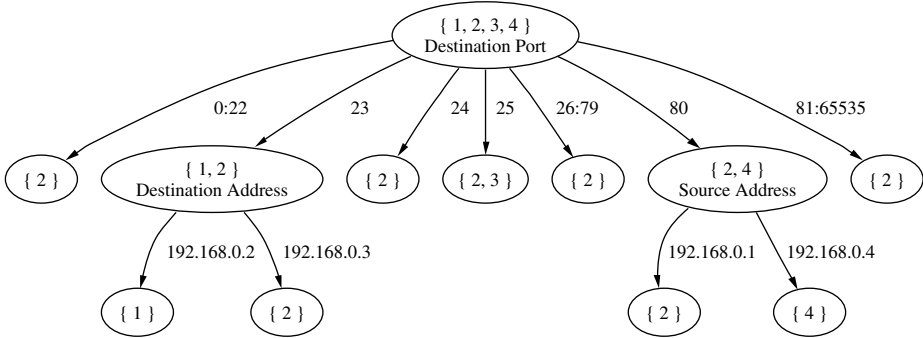 { 1, 2, 3, 4 }
Destination Port
0:22
23
24
25
26:79
80
81:65535
{ 2 }
{ 1, 2 }
Destination Address
{ 2 }
{ 2, 3 }
{ 2 }
{ 2, 4 }
Source Address
{ 2 }
192.168.0.2
192.168.0.3
192.168.0.1
192.168.0.4
{ 1 }
{ 2 }
{ 2 }
{ 4 }